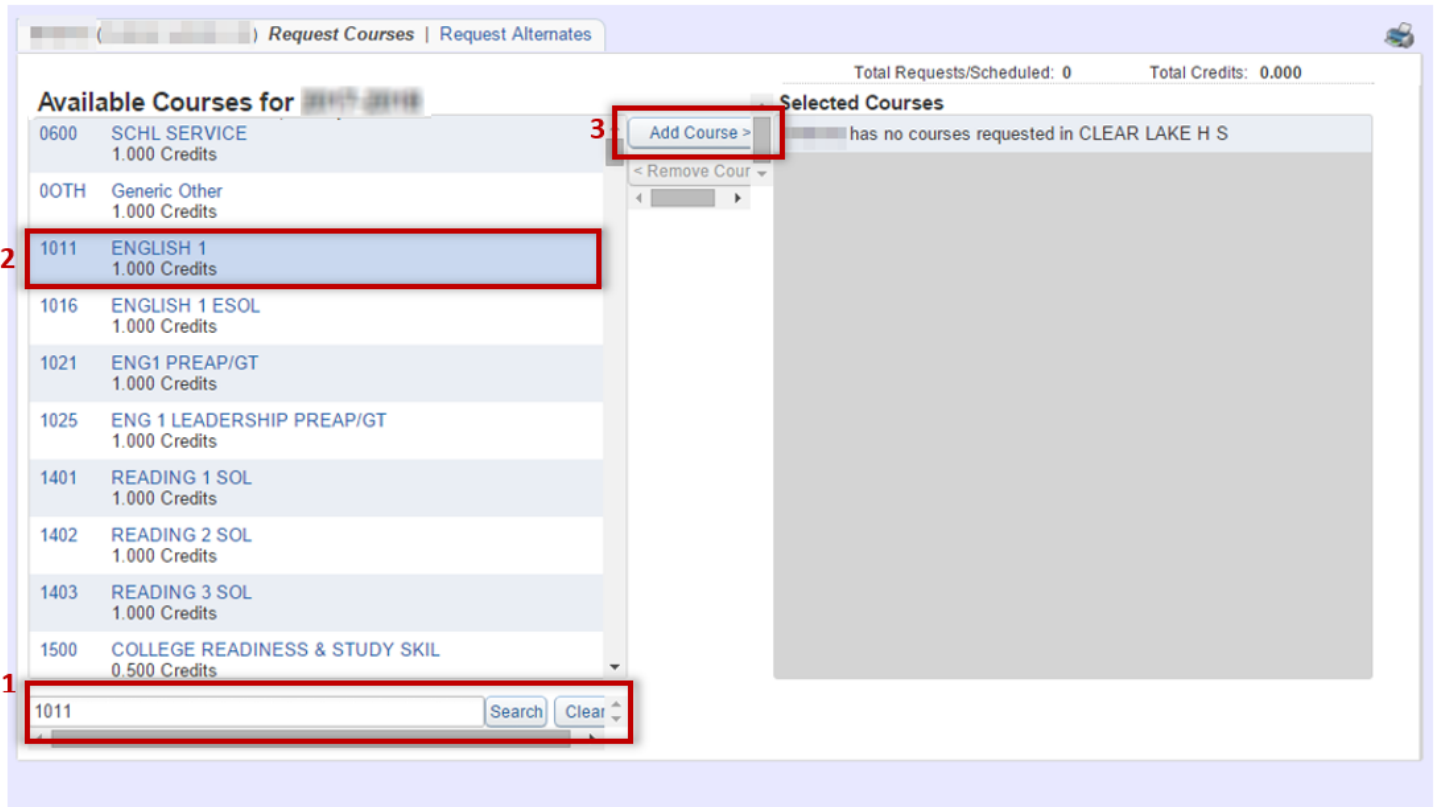 ( ) Request Courses | Request Alternates
Total Requests/Scheduled: 0 Total Credits: 0.000
Available Courses for
Selected Courses
0600 SCHL SERVICE
1.000 Credits
3
Add Course >
has no courses requested in CLEAR LAKE H S
< Remove Cour
0OTH Generic Other
1.000 Credits
2
1011 ENGLISH 1
1.000 Credits
1016 ENGLISH 1 ESOL
1.000 Credits
1021 ENG1 PREAP/GT
1.000 Credits
1025 ENG 1 LEADERSHIP PREAP/GT
1.000 Credits
1401 READING 1 SOL
1.000 Credits
1402 READING 2 SOL
1.000 Credits
1403 READING 3 SOL
1.000 Credits
1500 COLLEGE READINESS & STUDY SKIL
0.500 Credits
1
1011 Search Clear